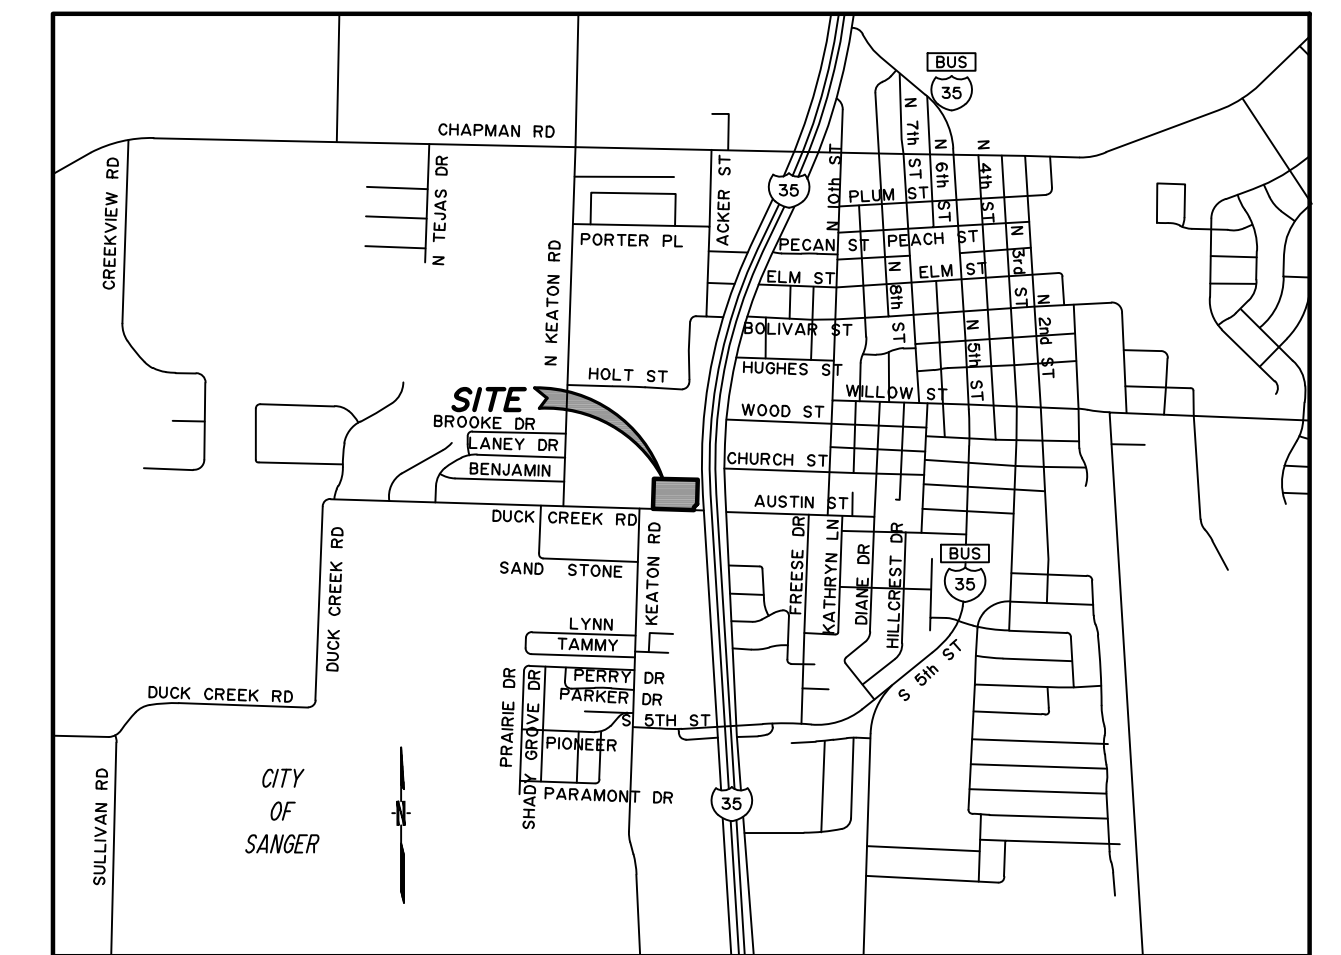 BUS
35
CHAPMAN RD
CREEKVIEW RD
N TEJAS DR
ACKER ST
35
N 10th ST
N 7th ST
N 6th ST
N 4th ST
PLUM ST
PORTER PL
PECAN ST
PEACH ST
N 3rd ST
ELM ST
N 8th ST
ELM ST
N KEATON RD
N 2nd ST
BOLIVAR ST
N 5th ST
HOLT ST
HUGHES ST
WILLOW ST
SITE
WOOD ST
BROOKE DR
LANEY DR
BENJAMIN
CHURCH ST
AUSTIN ST
DUCK CREEK RD
DUCK CREEK RD
SAND STONE
KEATON RD
FREESE DR
KATHRYN LN
DIANE DR
HILLCREST DR
BUS
35
LYNN
TAMMY
PERRY DR
PARKER DR
DUCK CREEK RD
PRAIRIE DR
SHADY GROVE DR
S 5TH ST
S 5th ST
PIONEER
PARAMONT DR
35
SULLIVAN RD
CITY
OF
SANGER
N